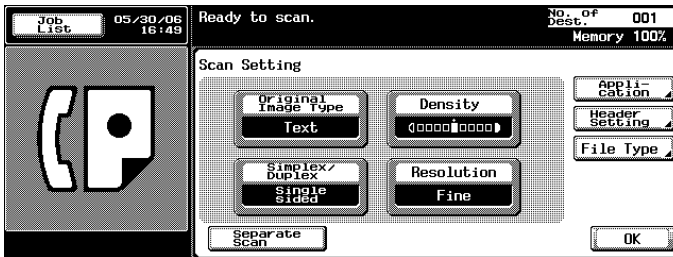 Job
List
05/30/06
16:49
Ready to scan.
No. Of
Dest.
001
Memory 100%
Scan Setting
Original
Image Type
Text
Density
Simplex/
Duplex
Single
sided
Resolution
Fine
Appli-
cation
Header
Setting
File Type
Separate
Scan
OK